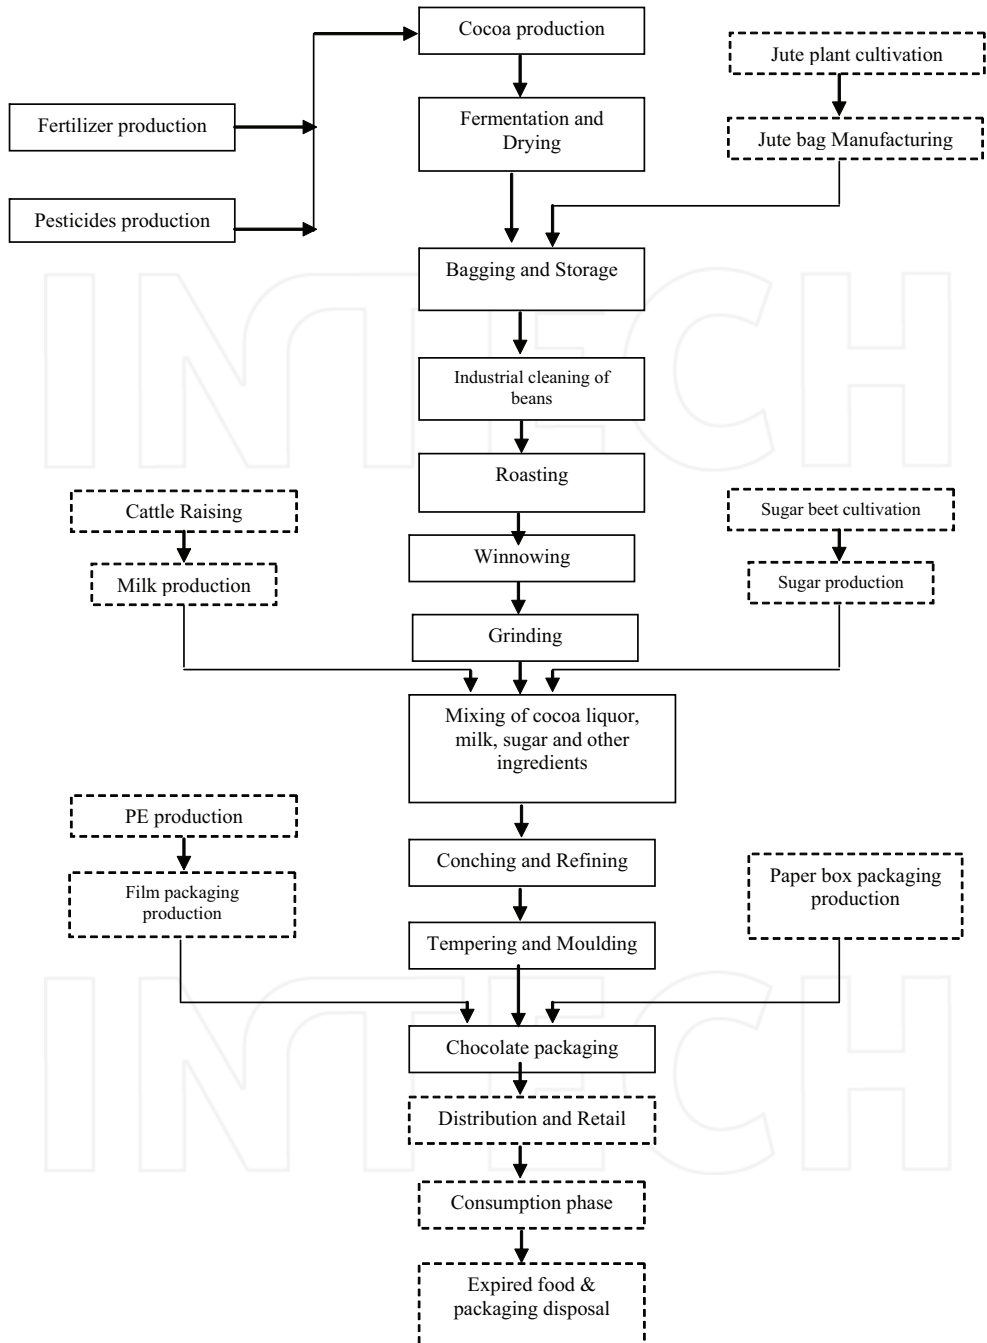 Cocoa production
Jute plant cultivation
Fertilizer production
Fermentation and
Drying
Jute bag Manufacturing
Pesticides production
Bagging and Storage
Industrial cleaning of
beans
Roasting
Cattle Raising
Sugar beet cultivation
Winnowing
Milk production
Sugar production
Grinding
Mixing of cocoa liquor,
milk, sugar and other
ingredients
PE production
Conching and Refining
Film packaging
production
Paper box packaging
production
Tempering and Moulding
Chocolate packaging
Distribution and Retail
Consumption phase
Expired food &
packaging disposal
INTECH
INTECH